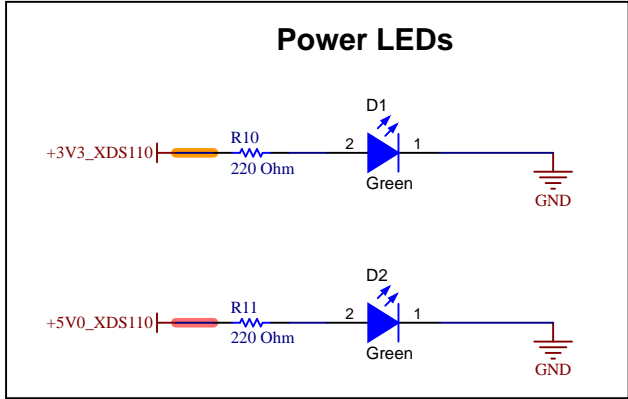 Power LEDs
D1
+3V3_XDS110
R10
220 Ohm
2
1
Green
GND
D2
+5V0_XDS110
R11
220 Ohm
2
1
Green
GND